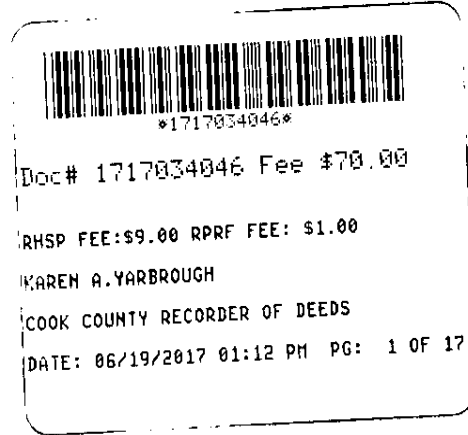 *1717034046*
Doc# 1717034046 Fee $70.00
RHSP FEE:$9.00 RPRF FEE: $1.00
KAREN A.YARBROUGH
COOK COUNTY RECORDER OF DEEDS
DATE: 06/19/2017 01:12 PM PG: 1 OF 17